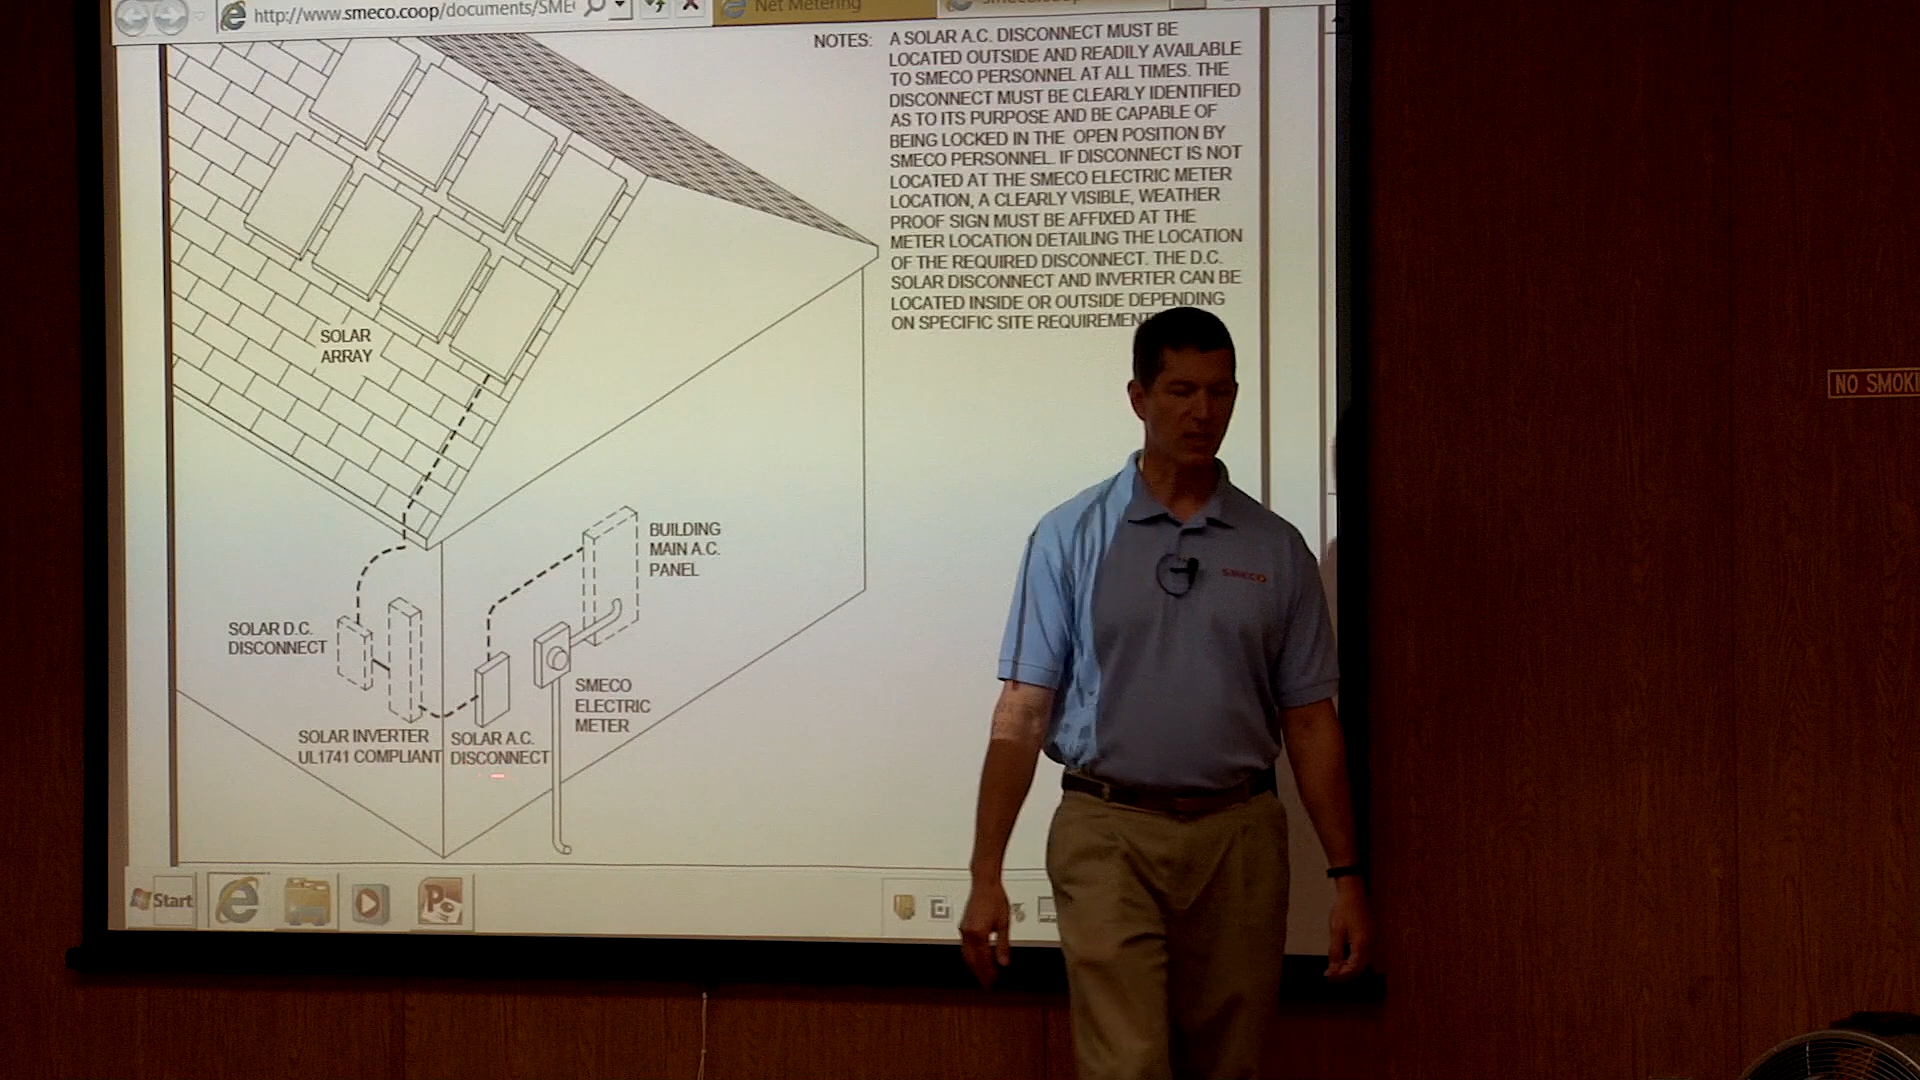 http://www.smeco.coop/documents/SME
Net Metering
NOTES: A SOLAR A.C. DISCONNECT MUST BE
LOCATED OUTSIDE AND READILY AVAILABLE
TO SMECO PERSONNEL AT ALL TIMES. THE
DISCONNECT MUST BE CLEARLY IDENTIFIED
AS TO ITS PURPOSE AND BE CAPABLE OF
BEING LOCKED IN THE OPEN POSITION BY
SMECO PERSONNEL. IF DISCONNECT IS NOT
LOCATED AT THE SMECO ELECTRIC METER
LOCATION, A CLEARLY VISIBLE, WEATHER
PROOF SIGN MUST BE AFFIXED AT THE
METER LOCATION DETAILING THE LOCATION
OF THE REQUIRED DISCONNECT. THE D.C.
SOLAR DISCONNECT AND INVERTER CAN BE
LOCATED INSIDE OR OUTSIDE DEPENDING
ON SPECIFIC SITE REQUIREMEN
SOLAR
ARRAY
BUILDING
MAIN A.C.
PANEL
SOLAR D.C.
DISCONNECT
SMECO
ELECTRIC
METER
SOLAR INVERTER
UL1741 COMPLIANT
SOLAR A.C.
DISCONNECT
Start
SMECO
NO SMOKI